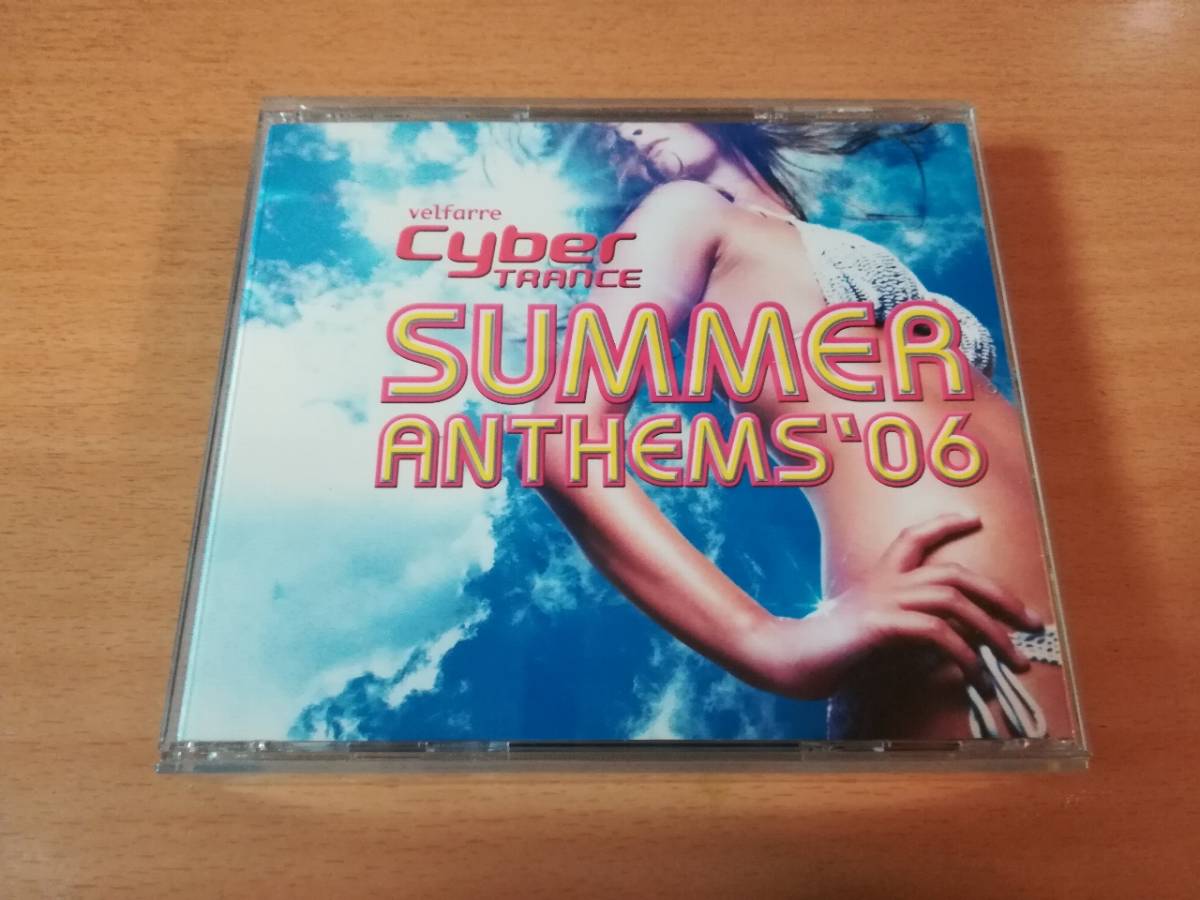 velfarre
Cyber
TRANCE
SUMMER
ANTHEMS '06